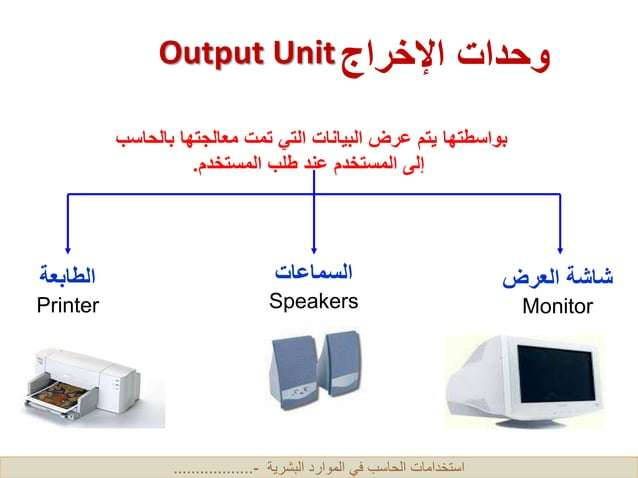 وحدات الإخراج Output Unit
بواسطتها يتم عرض البيانات التي تمت معالجتها بالحاسب
إلى المستخدم عند طلب المستخدم.
شاشة العرض
Monitor
السماعات
Speakers
الطابعة
Printer
استخدامات الحاسب في الموارد البشرية -..................